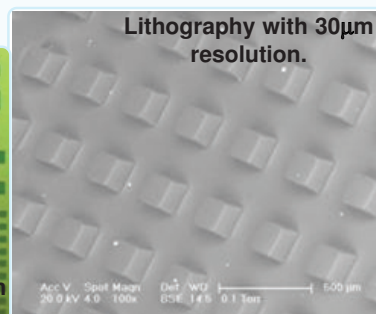 Lithography with 30µm
resolution.
Acc V Spot Magn Det WD 500 µm
20.0 kV 4.0 100x BSE 14.5 0.1 Torr